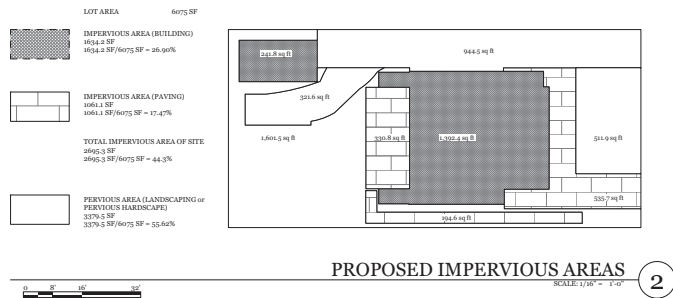 LOT AREA 6075 SF
IMPERVIOUS AREA (BUILDING)
1634.2 SF
1634.2 SF/6075 SF = 26.90%
IMPERVIOUS AREA (PAVING)
1061.1 SF
1061.1 SF/6075 SF = 17.47%
TOTAL IMPERVIOUS AREA OF SITE
2695.3 SF
2695.3 SF/6075 SF = 44.3%
PERVIOUS AREA (LANDSCAPING or
PERVIOUS HARDSCAPE)
3379.5 SF
3379.5 SF/6075 SF = 55.62%
241.8 sq ft
944.5 sq ft
321.6 sq ft
1,601.5 sq ft
330.8 sq ft
1,392.4 sq ft
511.9 sq ft
535.7 sq ft
194.6 sq ft
PROPOSED IMPERVIOUS AREAS
SCALE: 1/16" = 1'-0"
2
0 8' 16' 32'